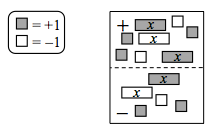 = +1
= −1
+ x
x
x
x
x
−